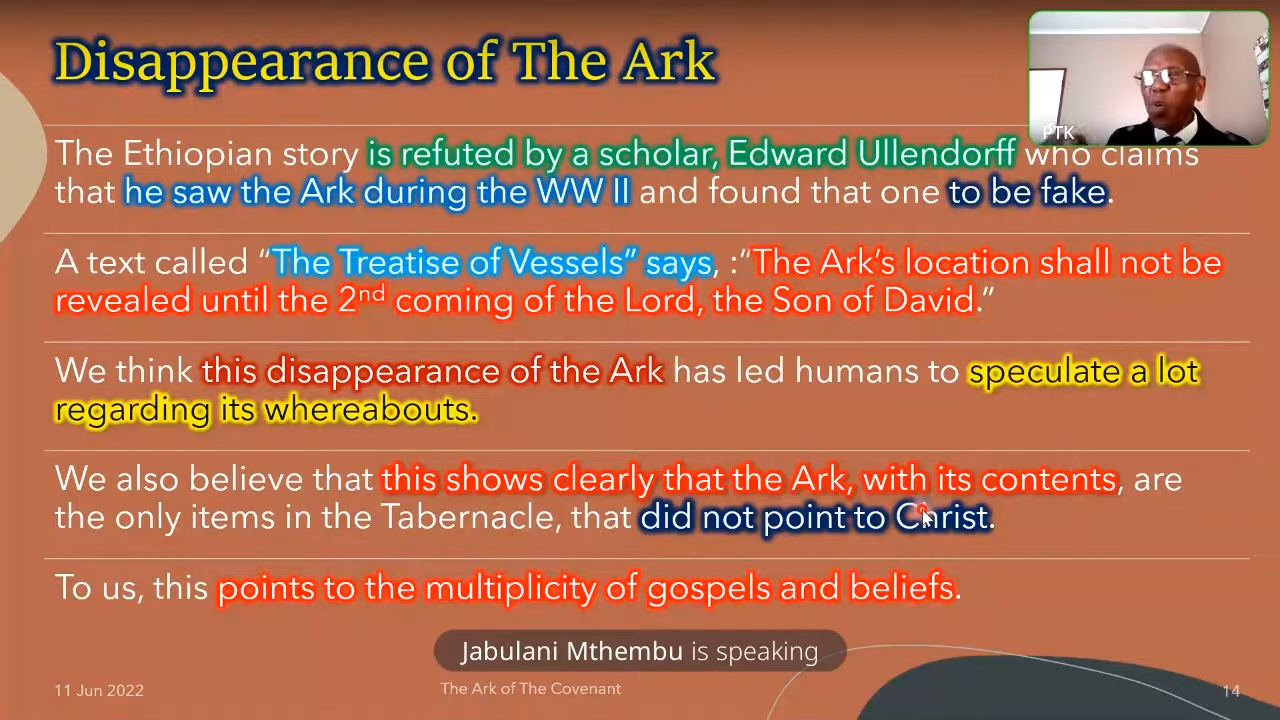 Disappearance of The Ark
PTK
The Ethiopian story is refuted by a scholar, Edward Ullendorff who claims
that he saw the Ark during the WW II and found that one to be fake.
A text called “The Treatise of Vessels” says, :“The Ark’s location shall not be
revealed until the 2nd coming of the Lord, the Son of David.”
We think this disappearance of the Ark has led humans to speculate a lot
regarding its whereabouts.
We also believe that this shows clearly that the Ark, with its contents, are
the only items in the Tabernacle, that did not point to Christ.
To us, this points to the multiplicity of gospels and beliefs.
Jabulani Mthembu is speaking
11 Jun 2022
The Ark of The Covenant
14